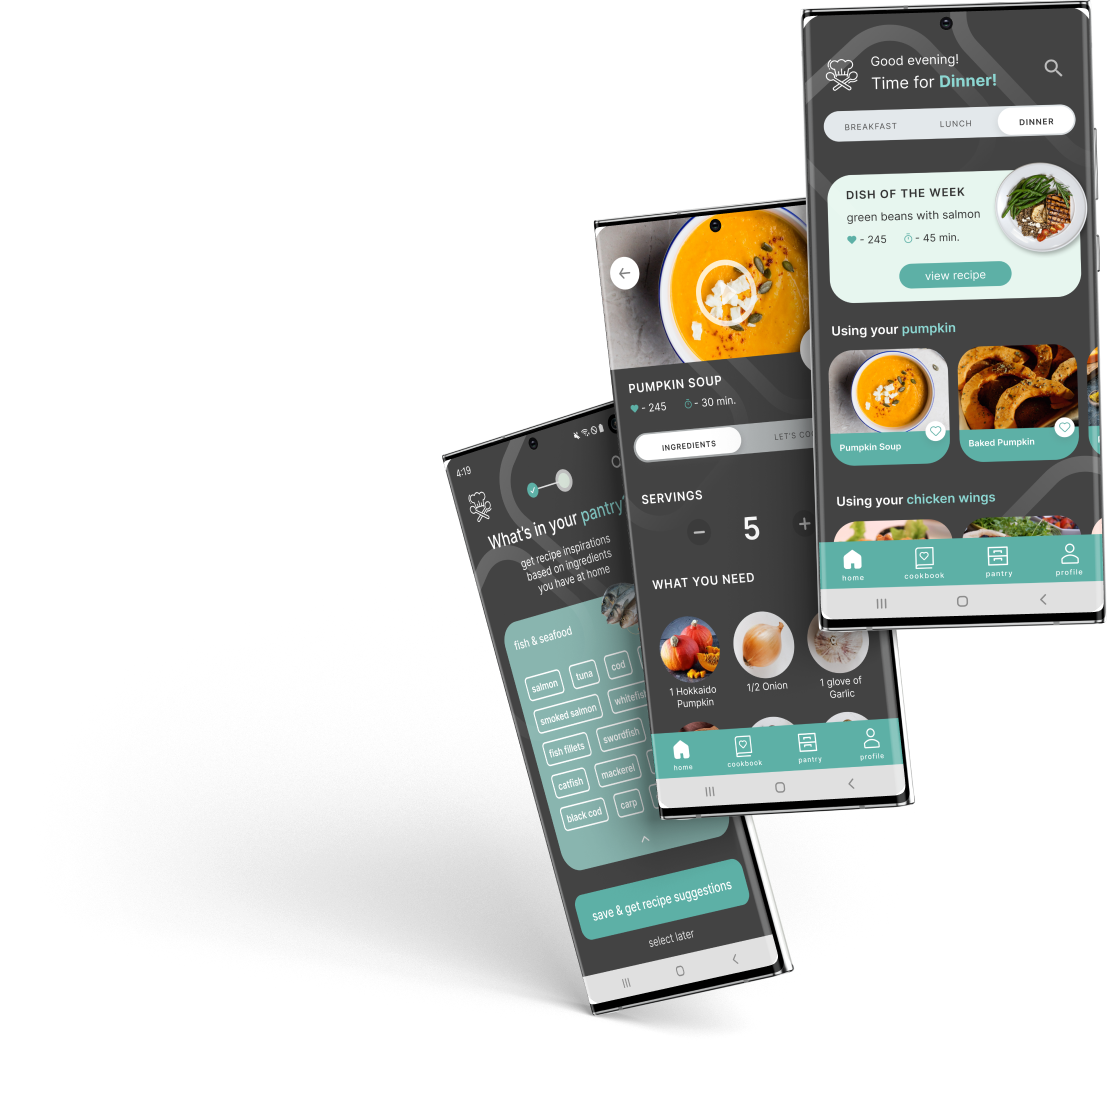 Good evening!
Time for Dinner!
BREAKFAST LUNCH DINNER
DISH OF THE WEEK
green beans with salmon
- 245 - 45 min.
view recipe
Using your pumpkin
Pumpkin Soup
Baked Pumpkin
Using your chicken wings
home cookbook pantry profile
PUMPKIN SOUP
- 245 - 30 min.
INGREDIENTS LET'S CO
SERVINGS
− 5 +
WHAT YOU NEED
1 Hokkaido
Pumpkin
1/2 Onion
1 glove of
Garlic
home cookbook pantry profile
4:19
What's in your pantry?
get recipe inspirations
based on ingredients
you have at home
fish & seafood
salmon tuna cod
smoked salmon whitefish
fish fillets swordfish
catfish mackerel
black cod carp
save & get recipe suggestions
select later